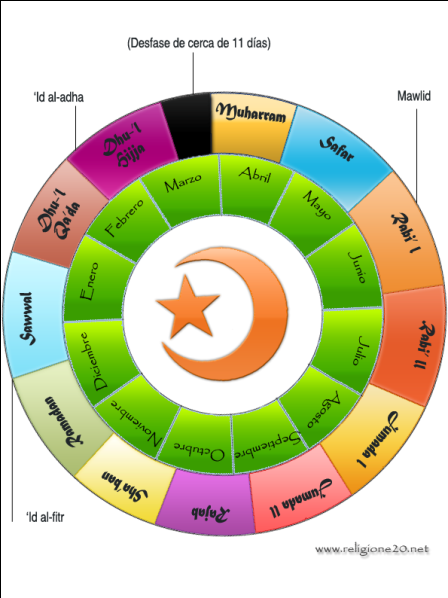 (Desfase de cerca de 11 días)
'Id al-adha
Mawlid
Muharram
Safar
Rabi' I
Rabi' II
Jumada I
Jumada II
Rajab
Sha'ban
Ramadan
Sawwal
Dhu-'l
Qa'da
Dhu-'l
Hijja
Abril
Mayo
Junio
Julio
Agosto
Septiembre
Octubre
Noviembre
Diciembre
Enero
Febrero
Marzo
'Id al-fitr
www.religione20.net